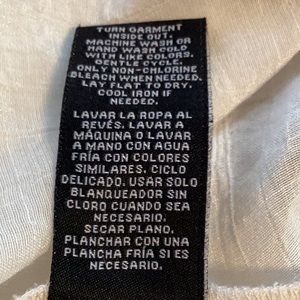 TURN GARMENT
INSIDE OUT.
MACHINE WASH OR
HAND WASH COLD
WITH LIKE COLORS.
GENTLE CYCLE.
ONLY NON-CHLORINE
BLEACH WHEN NEEDED.
LAY FLAT TO DRY.
COOL IRON IF
NEEDED.
LAVAR LA ROPA AL
REVÉS. LAVAR A
MÁQUINA O LAVAR
A MANO CON AGUA
FRÍA CON COLORES
SIMILARES. CICLO
DELICADO. USAR SOLO
BLANQUEADOR SIN
CLORO CUANDO SEA
NECESARIO.
SECAR PLANO.
PLANCHAR CON UNA
PLANCHA FRÍA SI ES
NECESARIO.